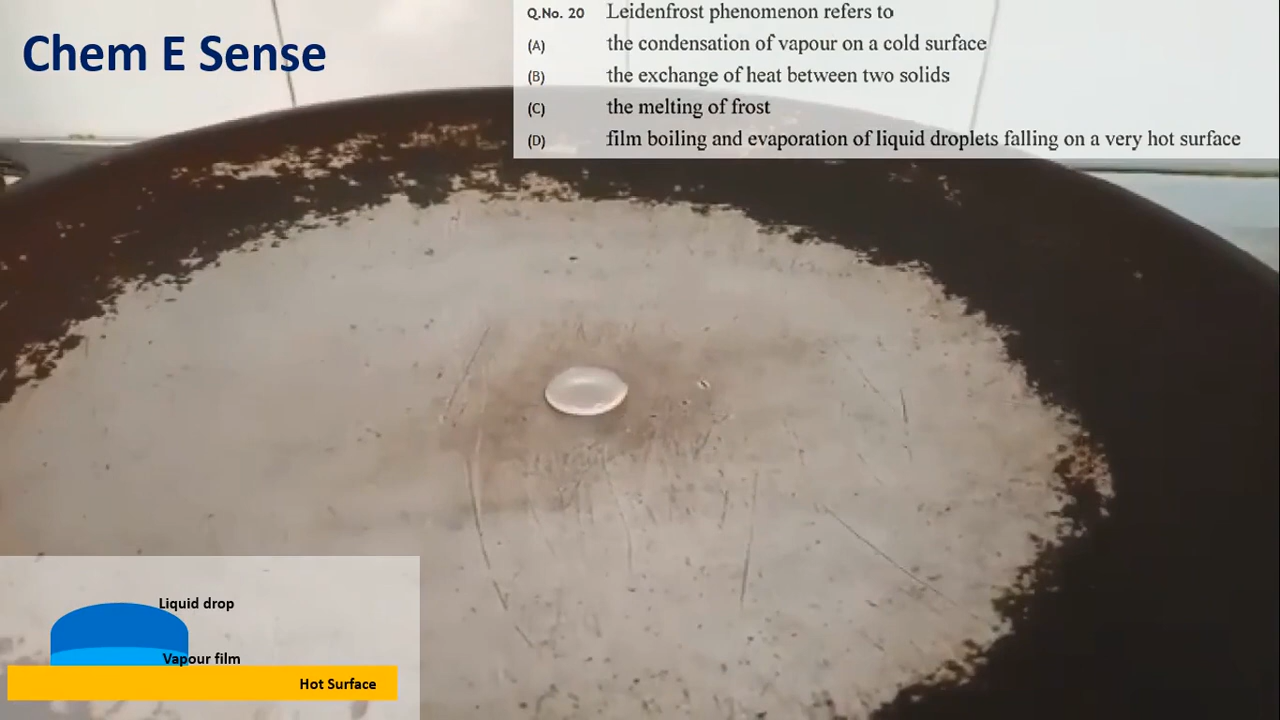 Chem E Sense
Q.No. 20 Leidenfrost phenomenon refers to
(A) the condensation of vapour on a cold surface
(B) the exchange of heat between two solids
(C) the melting of frost
(D) film boiling and evaporation of liquid droplets falling on a very hot surface
Liquid drop
Vapour film
Hot Surface